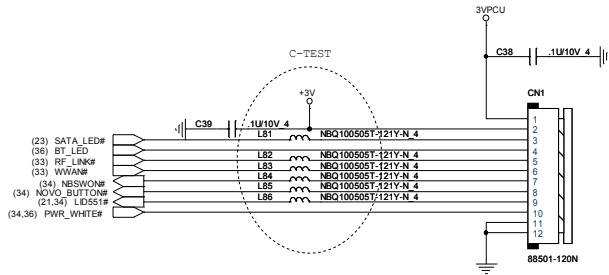 3VPCU
C38 .1U/10V_4
C-TEST
+3V
CN1
C39 .1U/10V_4
1
2
L81 NBQ100505T-121Y-N_4
3
(23) SATA_LED#
4
(36) BT_LED
L82 NBQ100505T-121Y-N_4
5
(33) RF_LINK#
L83 NBQ100505T-121Y-N_4
6
(33) WWAN#
L84 NBQ100505T-121Y-N_4
7
(34) NBSWON#
L85 NBQ100505T-121Y-N_4
8
(34) NOVO_BUTTON#
L86 NBQ100505T-121Y-N_4
9
(21,34) LID551#
10
(34,36) PWR_WHITE#
11
12
88501-120N